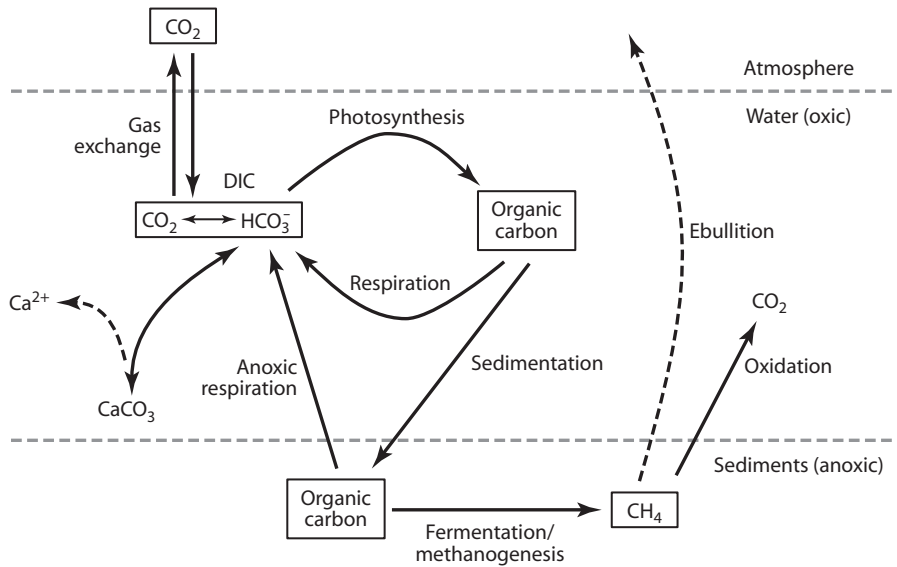 CO₂
Atmosphere
Water (oxic)
Gas
exchange
Photosynthesis
DIC
CO₂ HCO₃⁻
Organic
carbon
Ebullition
Respiration
Ca²⁺
CO₂
Anoxic
respiration
Sedimentation
Oxidation
CaCO₃
Sediments (anoxic)
Organic
carbon
CH₄
Fermentation/
methanogenesis